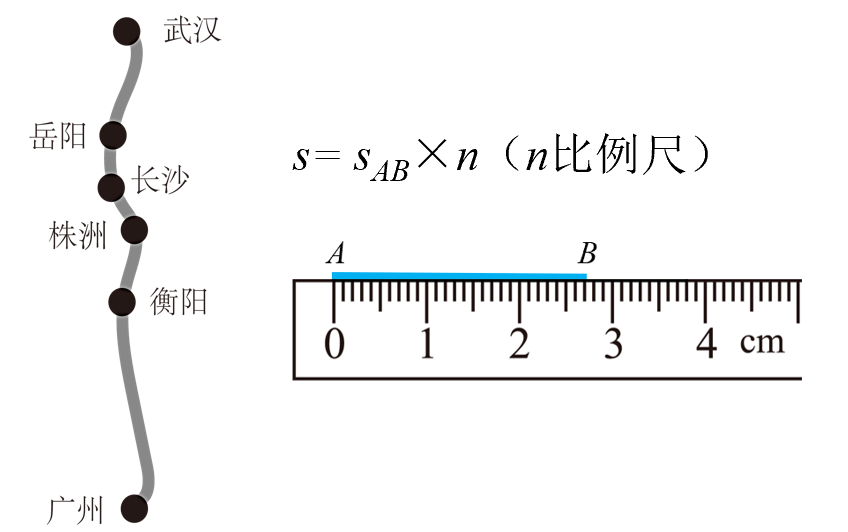 武汉
岳阳
长沙
株洲
衡阳
广州
s= sAB×n（n比例尺）
A B
0 1 2 3 4 cm